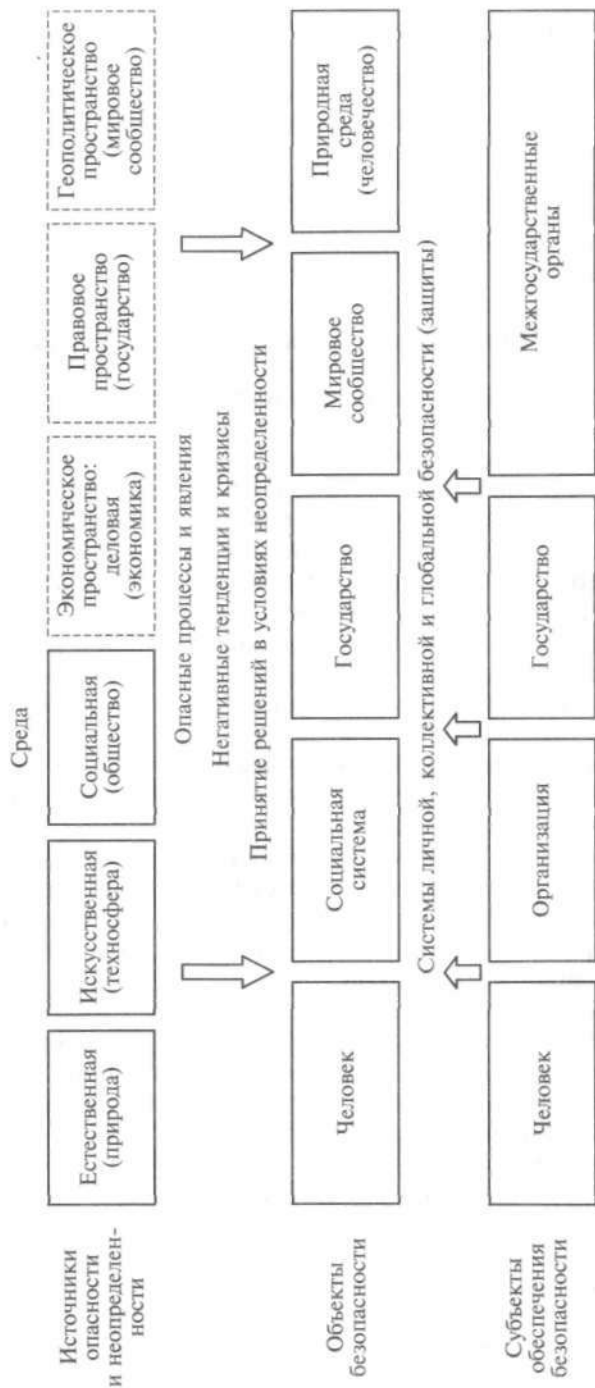 Среда
Источники
опасности
и неопределен-
ности
Естественная
(природа)
Искусственная
(техносфера)
Социальная
(общество)
Экономическое
пространство:
деловая
(экономика)
Правовое
пространство
(государство)
Геополитическое
пространство
(мировое
сообщество)
Опасные процессы и явления
Негативные тенденции и кризисы
Принятие решений в условиях неопределенности
Объекты
безопасности
Человек
Социальная
система
Государство
Мировое
сообщество
Природная
среда
(человечество)
Системы личной, коллективной и глобальной безопасности (защиты)
Субъекты
обеспечения
безопасности
Человек
Организация
Государство
Межгосударственные
органы